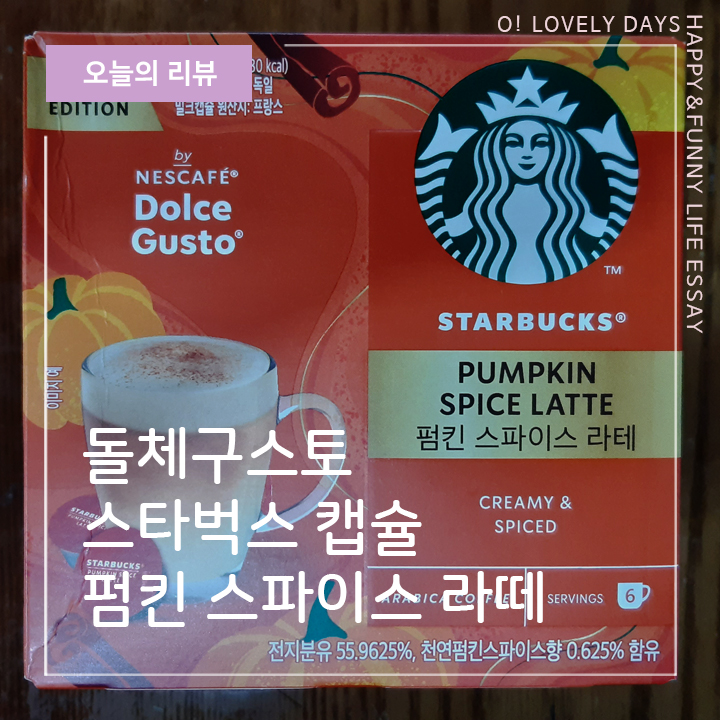 O! LOVELY DAYS
HAPPY&FUNNY LIFE ESSAY
오늘의 리뷰
kcal)
독일
밀크캡슐 원산지: 프랑스
EDITION
by
NESCAFÉ®
Dolce
Gusto®
TM
STARBUCKS®
PUMPKIN
SPICE LATTE
펌킨 스파이스 라테
CREAMY &
SPICED
돌체구스토
스타벅스 캡슐
펌킨 스파이스 라떼
STARBUCKS
STARBUCKS
PUMPKIN SPICE
ARABICA COFFEE
SERVINGS 6
전지분유 55.9625%, 천연펌킨스파이스향 0.625% 함유